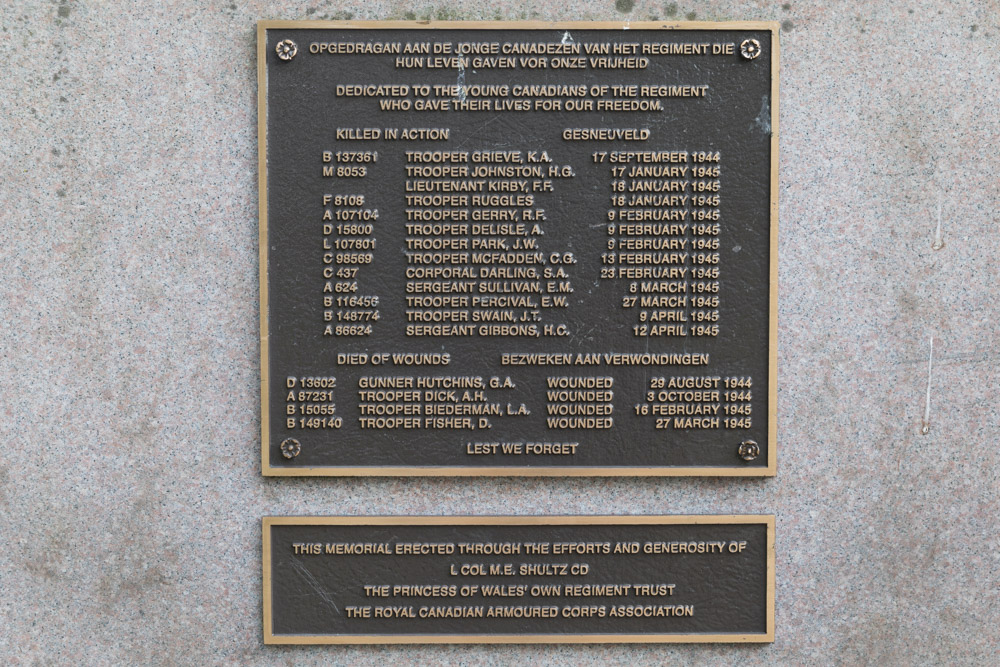 OPGEDRAGAN AAN DE JONGE CANADEZEN VAN HET REGIMENT DIE
HUN LEVEN GAVEN VOR ONZE VRIJHEID
DEDICATED TO THE YOUNG CANADIANS OF THE REGIMENT
WHO GAVE THEIR LIVES FOR OUR FREEDOM.
KILLED IN ACTION GESNEUVELD
B 137361 TROOPER GRIEVE, K.A. 17 SEPTEMBER 1944
M 8053 TROOPER JOHNSTON, H.G. 17 JANUARY 1945
LIEUTENANT KIRBY, F.F. 18 JANUARY 1945
F 8108 TROOPER RUGGLES 18 JANUARY 1945
A 107104 TROOPER GERRY, R.F. 9 FEBRUARY 1945
D 15800 TROOPER DELISLE, A. 9 FEBRUARY 1945
L 107801 TROOPER PARK, J.W. 9 FEBRUARY 1945
C 98569 TROOPER MCFADDEN, C.G. 13 FEBRUARY 1945
C 437 CORPORAL DARLING, S.A. 23 FEBRUARY 1945
A 624 SERGEANT SULLIVAN, E.M. 8 MARCH 1945
B 116456 TROOPER PERCIVAL, E.W. 27 MARCH 1945
B 148774 TROOPER SWAIN, J.T. 9 APRIL 1945
A 86624 SERGEANT GIBBONS, H.C. 12 APRIL 1945
DIED OF WOUNDS BEZWEKEN AAN VERWONDINGEN
D 13602 GUNNER HUTCHINS, G.A. WOUNDED 29 AUGUST 1944
A 87231 TROOPER DICK, A.H. WOUNDED 3 OCTOBER 1944
B 15055 TROOPER BIEDERMAN, L.A. WOUNDED 16 FEBRUARY 1945
B 149140 TROOPER FISHER, D. WOUNDED 27 MARCH 1945
LEST WE FORGET
THIS MEMORIAL ERECTED THROUGH THE EFFORTS AND GENEROSITY OF
L COL M.E. SHULTZ CD
THE PRINCESS OF WALES' OWN REGIMENT TRUST
THE ROYAL CANADIAN ARMOURED CORPS ASSOCIATION